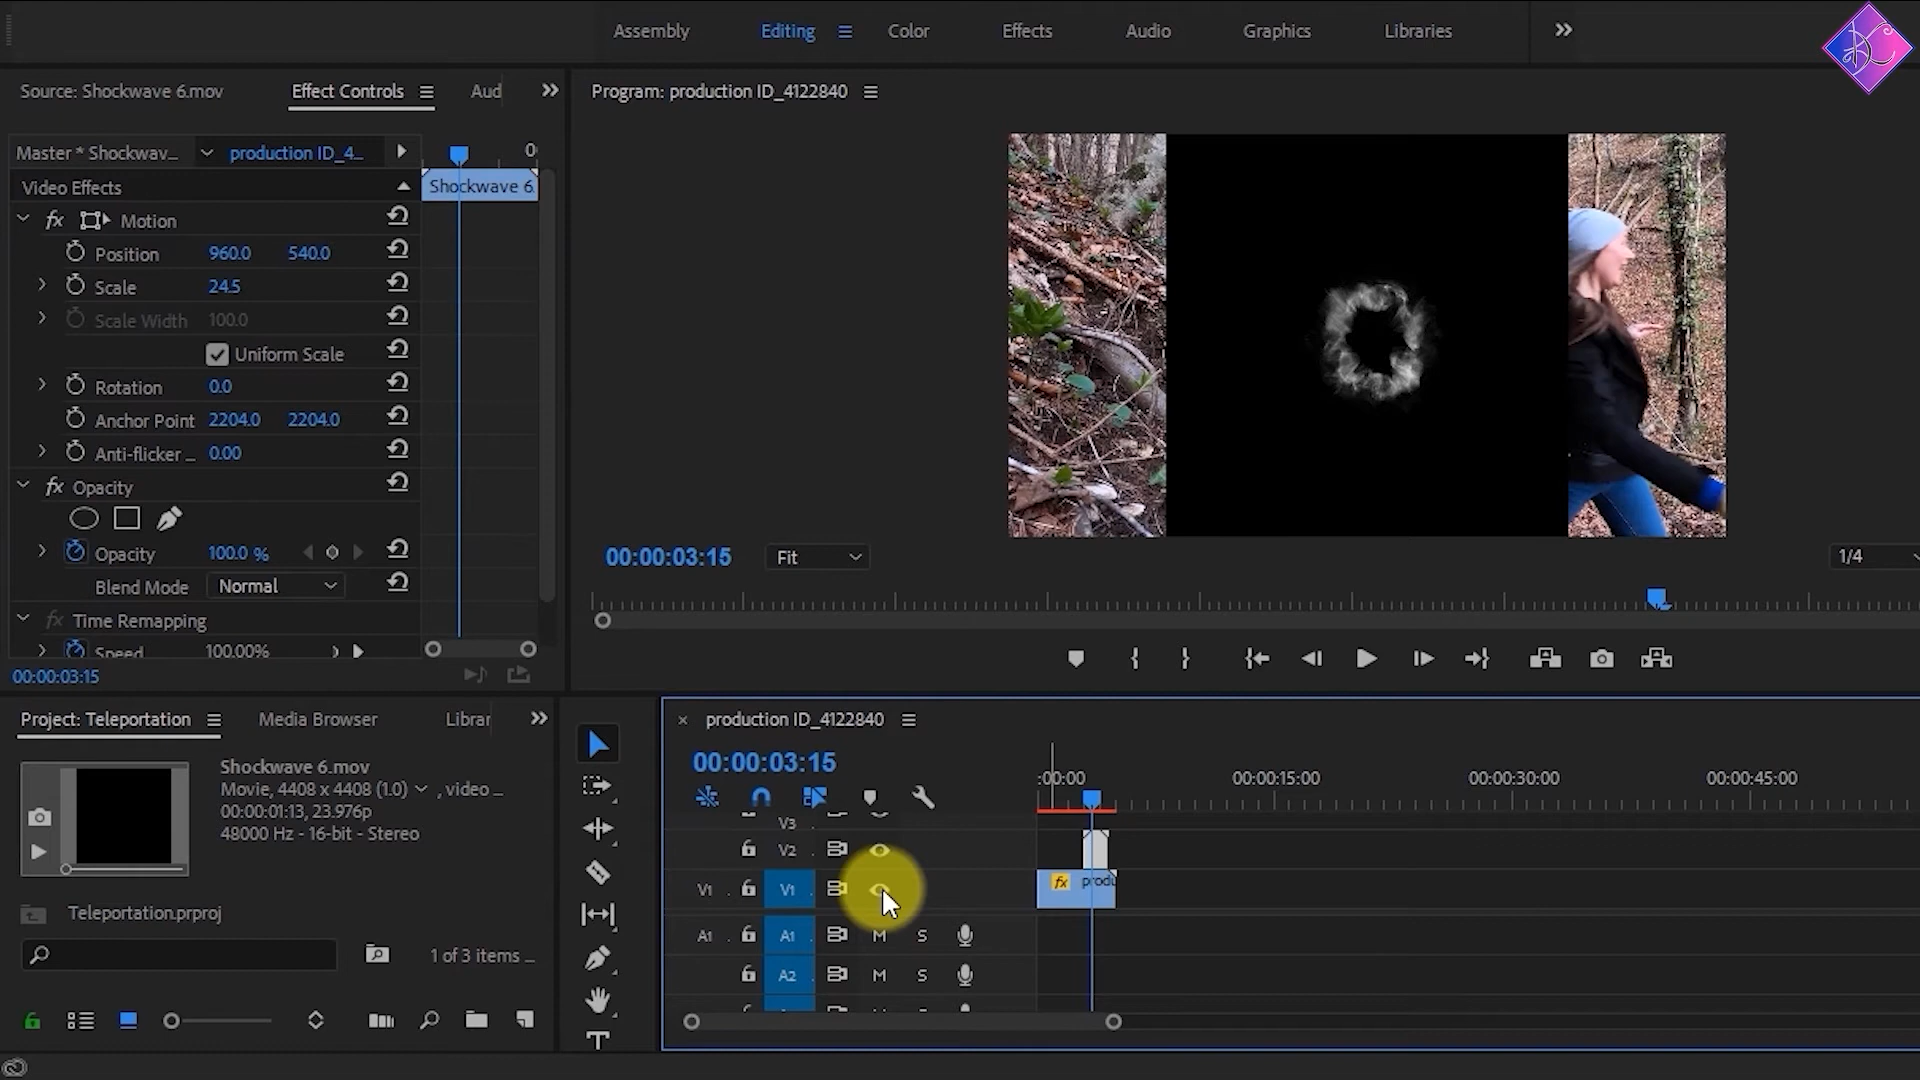 Assembly Editing Color Effects Audio Graphics Libraries
Source: Shockwave 6.mov Effect Controls Aud
Program: production ID_4122840
Master * Shockwav... production ID_4...
Video Effects
Shockwave 6.
fx Motion
Position 960.0 540.0
Scale 24.5
Scale Width 100.0
Uniform Scale
Rotation 0.0
Anchor Point 2204.0 2204.0
Anti-flicker ... 0.00
fx Opacity
Opacity 100.0 %
Blend Mode Normal
fx Time Remapping
Speed 100.00%
00:00:03:15
00:00:03:15 Fit 1/4
Project: Teleportation Media Browser Librar
Shockwave 6.mov
Movie, 4408 x 4408 (1.0) , video ...
00:00:01:13, 23.976p
48000 Hz - 16-bit - Stereo
Teleportation.prproj
1 of 3 items ...
production ID_4122840
00:00:03:15
:00:00 00:00:15:00 00:00:30:00 00:00:45:00
V3
V2
V1 V1 fx produ
A1 A1 M S
A2 M S